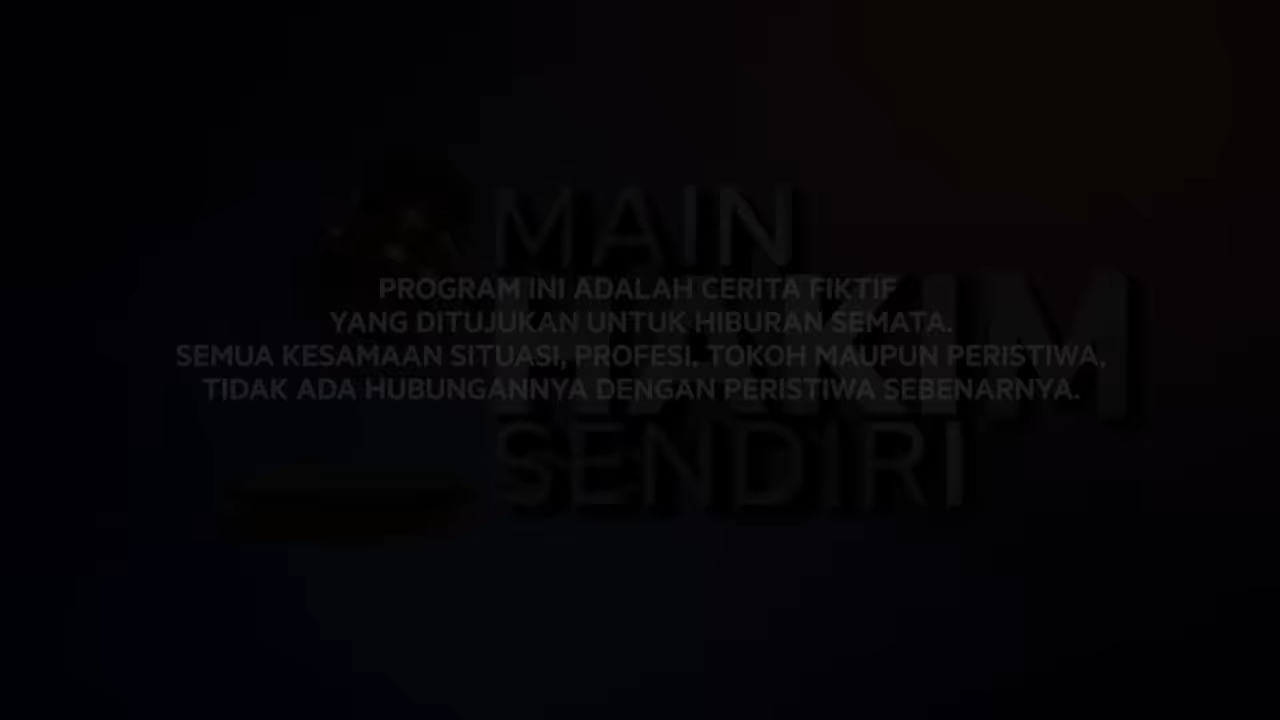 MAIN
HAKIM
SENDIRI
PROGRAM INI ADALAH CERITA FIKTIF
YANG DITUJUKAN UNTUK HIBURAN SEMATA.
SEMUA KESAMAAN SITUASI, PROFESI, TOKOH MAUPUN PERISTIWA,
TIDAK ADA HUBUNGANNYA DENGAN PERISTIWA SEBENARNYA.